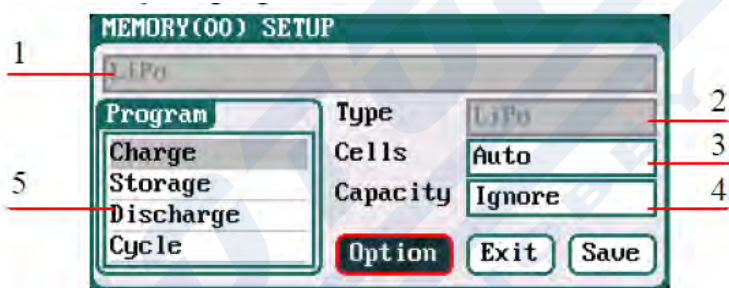 MEMORY(00) SETUP
1
LiPo
Program
Type
LiPo
2
Charge
Cells
Auto
3
Storage
Capacity
Ignore
4
5
Discharge
Cycle
Option
Exit
Save